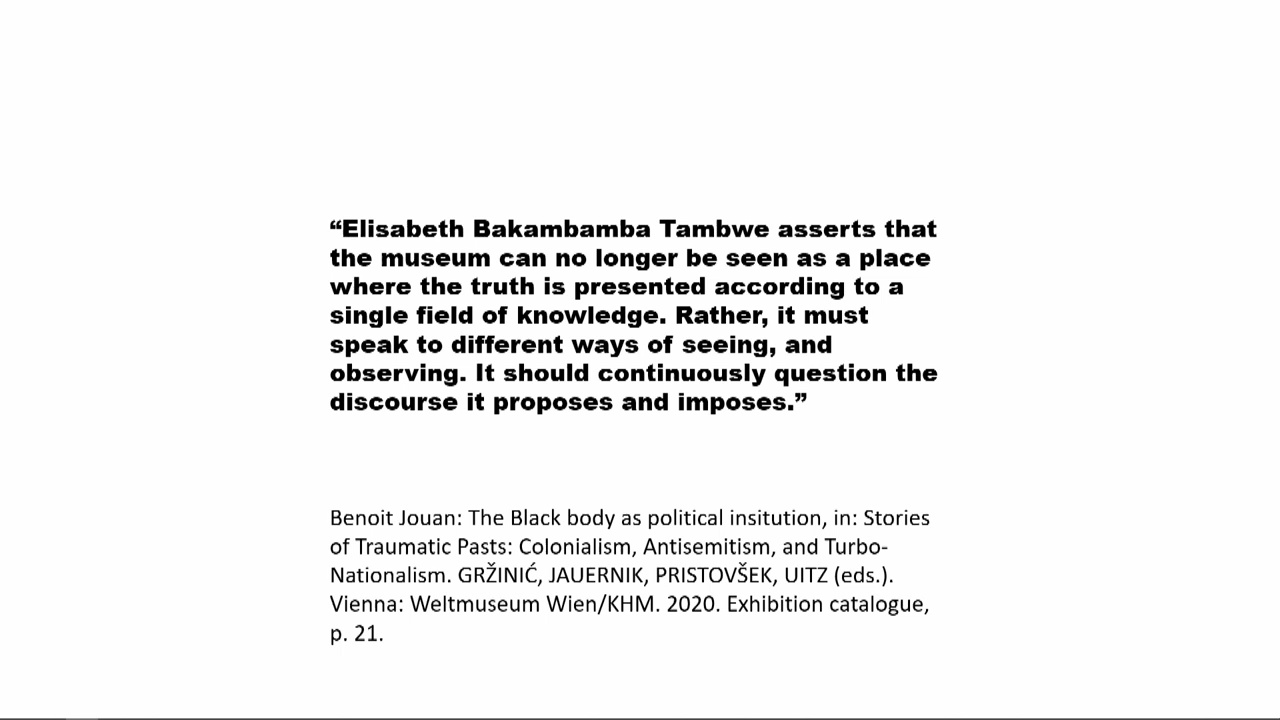 “Elisabeth Bakambamba Tambwe asserts that
the museum can no longer be seen as a place
where the truth is presented according to a
single field of knowledge. Rather, it must
speak to different ways of seeing, and
observing. It should continuously question the
discourse it proposes and imposes.”
Benoit Jouan: The Black body as political insitution, in: Stories
of Traumatic Pasts: Colonialism, Antisemitism, and Turbo-
Nationalism. GRŽINIĆ, JAUERNIK, PRISTOVŠEK, UITZ (eds.).
Vienna: Weltmuseum Wien/KHM. 2020. Exhibition catalogue,
p. 21.